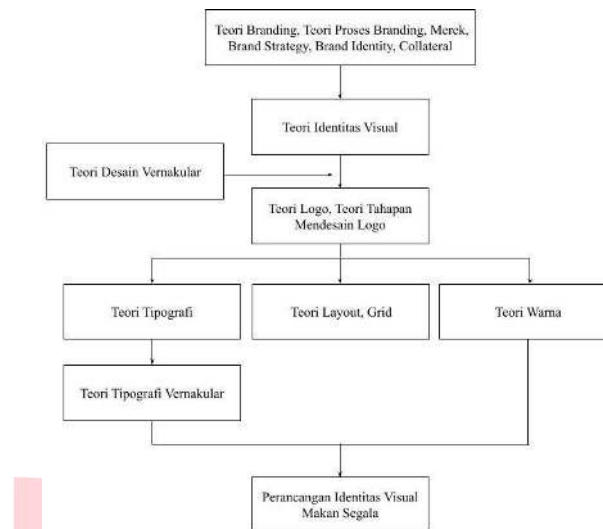 Teori Branding, Teori Proses Branding, Merek,
Brand Strategy, Brand Identity, Collateral
Teori Identitas Visual
Teori Desain Vernakular
Teori Logo, Teori Tahapan
Mendesain Logo
Teori Tipografi
Teori Layout, Grid
Teori Warna
Teori Tipografi Vernakular
Perancangan Identitas Visual
Makan Segala